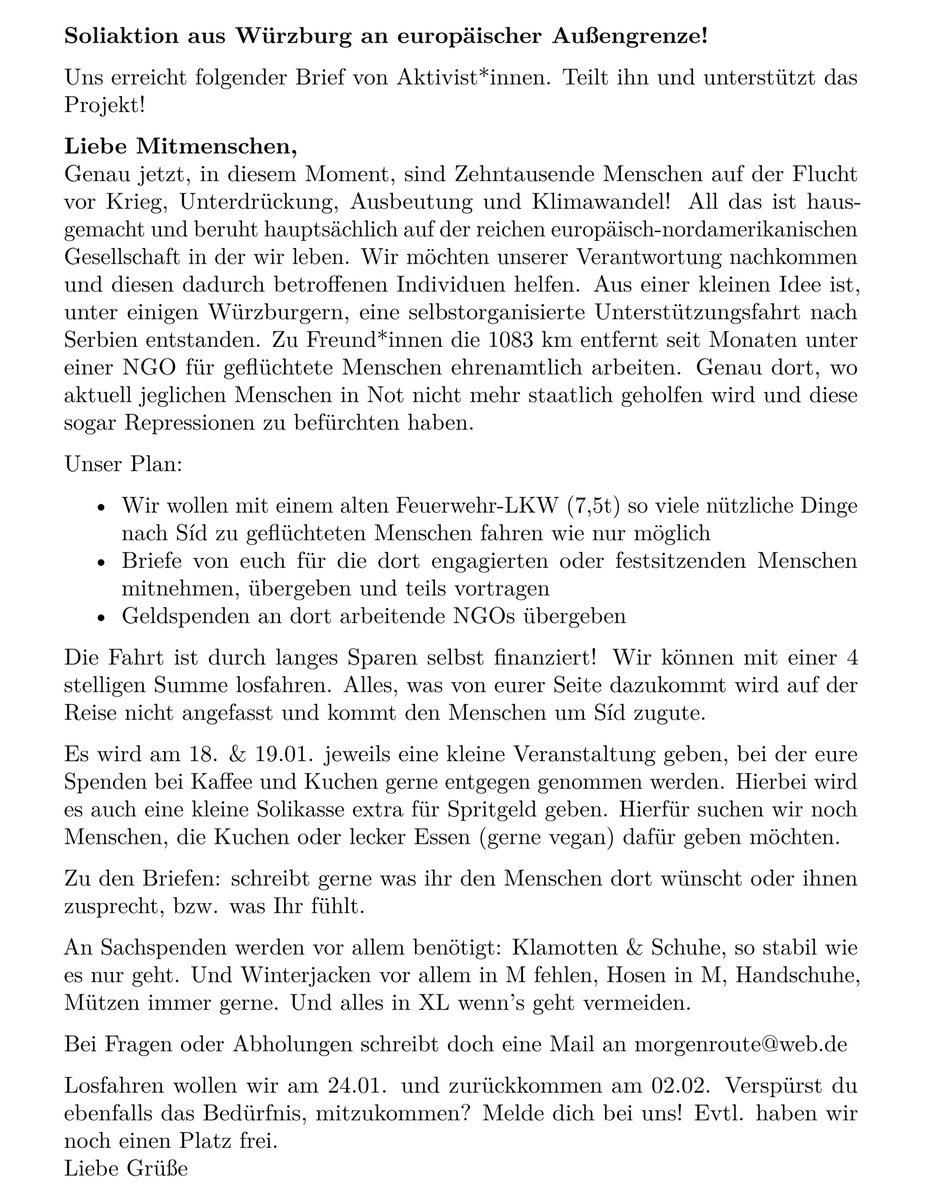 Soliaktion aus Würzburg an europäischer Außengrenze!
Uns erreicht folgender Brief von Aktivist*innen. Teilt ihn und unterstützt das
Projekt!
Liebe Mitmenschen,
Genau jetzt, in diesem Moment, sind Zehntausende Menschen auf der Flucht
vor Krieg, Unterdrückung, Ausbeutung und Klimawandel! All das ist haus-
gemacht und beruht hauptsächlich auf der reichen europäisch-nordamerikanischen
Gesellschaft in der wir leben. Wir möchten unserer Verantwortung nachkommen
und diesen dadurch betroffenen Individuen helfen. Aus einer kleinen Idee ist,
unter einigen Würzburgern, eine selbstorganisierte Unterstützungsfahrt nach
Serbien entstanden. Zu Freund*innen die 1083 km entfernt seit Monaten unter
einer NGO für geflüchtete Menschen ehrenamtlich arbeiten. Genau dort, wo
aktuell jeglichen Menschen in Not nicht mehr staatlich geholfen wird und diese
sogar Repressionen zu befürchten haben.
Unser Plan:
• Wir wollen mit einem alten Feuerwehr-LKW (7,5t) so viele nützliche Dinge
nach Síd zu geflüchteten Menschen fahren wie nur möglich
• Briefe von euch für die dort engagierten oder festsitzenden Menschen
mitnehmen, übergeben und teils vortragen
• Geldspenden an dort arbeitende NGOs übergeben
Die Fahrt ist durch langes Sparen selbst finanziert! Wir können mit einer 4
stelligen Summe losfahren. Alles, was von eurer Seite dazukommt wird auf der
Reise nicht angefasst und kommt den Menschen um Síd zugute.
Es wird am 18. & 19.01. jeweils eine kleine Veranstaltung geben, bei der eure
Spenden bei Kaffee und Kuchen gerne entgegen genommen werden. Hierbei wird
es auch eine kleine Solikasse extra für Spritgeld geben. Hierfür suchen wir noch
Menschen, die Kuchen oder lecker Essen (gerne vegan) dafür geben möchten.
Zu den Briefen: schreibt gerne was ihr den Menschen dort wünscht oder ihnen
zusprecht, bzw. was Ihr fühlt.
An Sachspenden werden vor allem benötigt: Klamotten & Schuhe, so stabil wie
es nur geht. Und Winterjacken vor allem in M fehlen, Hosen in M, Handschuhe,
Mützen immer gerne. Und alles in XL wenn's geht vermeiden.
Bei Fragen oder Abholungen schreibt doch eine Mail an morgenroute@web.de
Losfahren wollen wir am 24.01. und zurückkommen am 02.02. Verspürst du
ebenfalls das Bedürfnis, mitzukommen? Melde dich bei uns! Evtl. haben wir
noch einen Platz frei.
Liebe Grüße